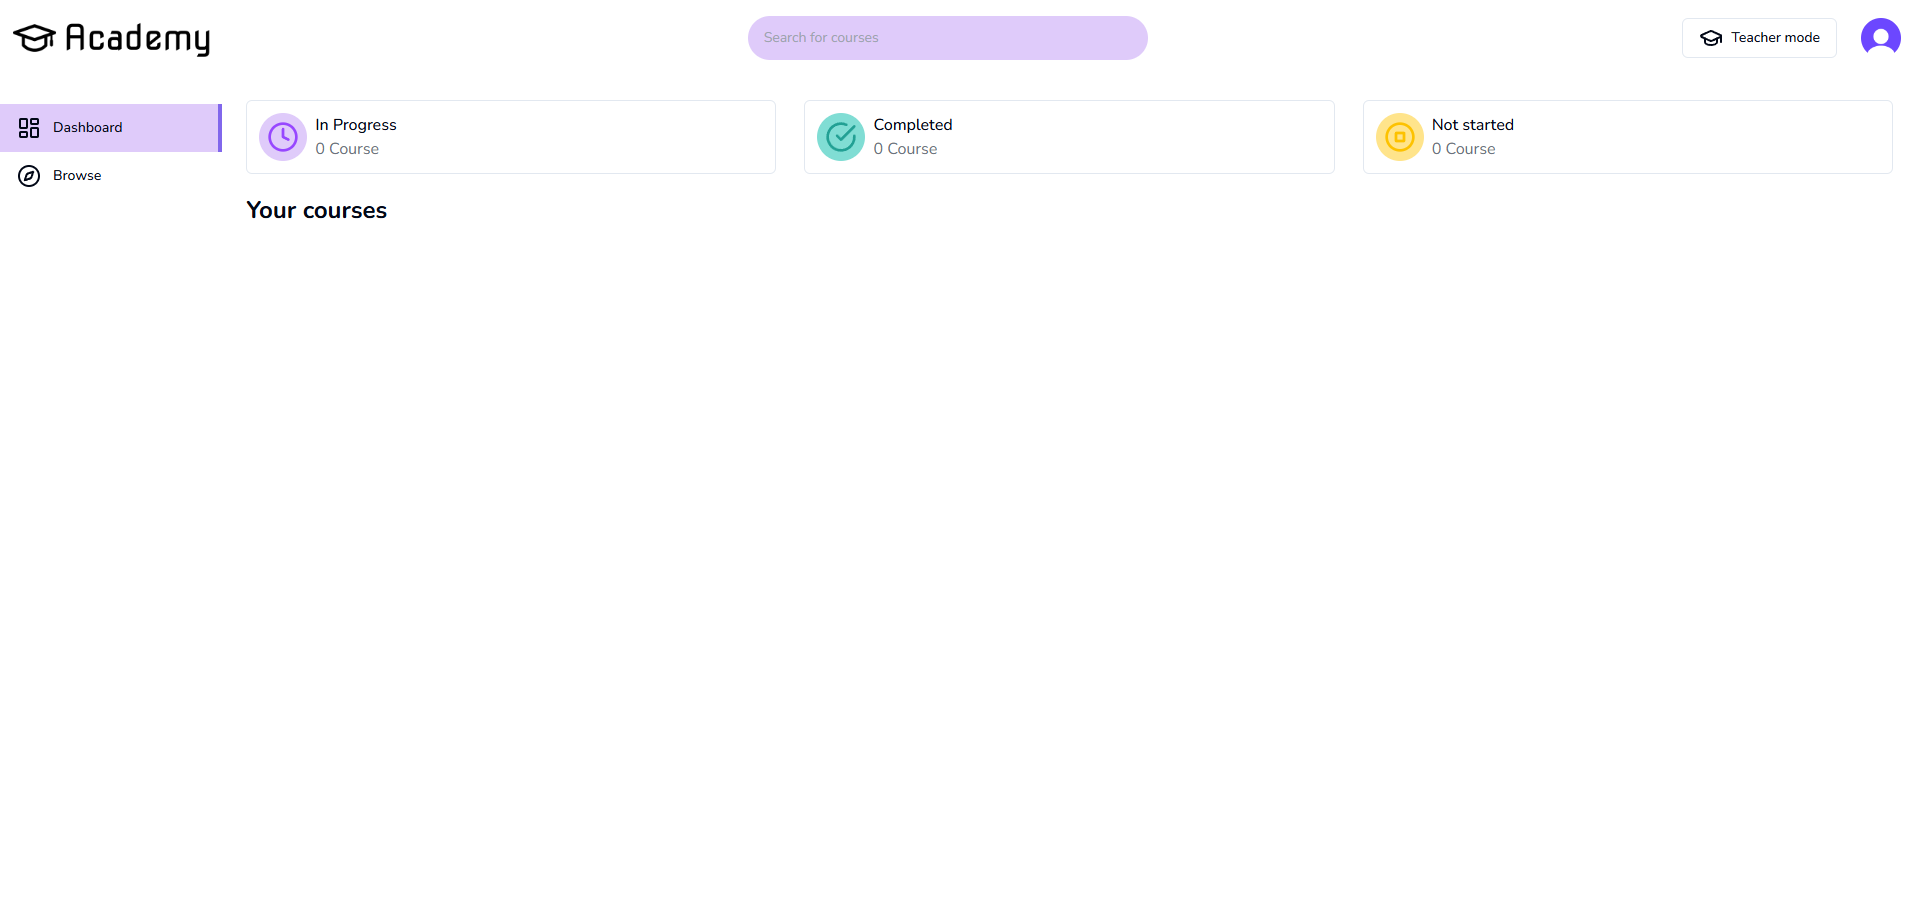 Academy
Search for courses
Teacher mode
Dashboard
Browse
In Progress
0 Course
Completed
0 Course
Not started
0 Course
Your courses